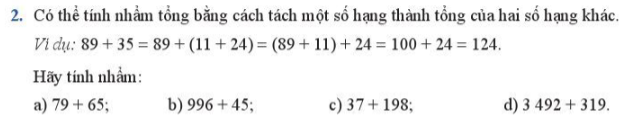 2. Có thể tính nhẩm tổng bằng cách tách một số hạng thành tổng của hai số hạng khác.
Ví dụ: 89 + 35 = 89 + (11 + 24) = (89 + 11) + 24 = 100 + 24 = 124.
Hãy tính nhẩm:
a) 79 + 65; b) 996 + 45; c) 37 + 198; d) 3 492 + 319.